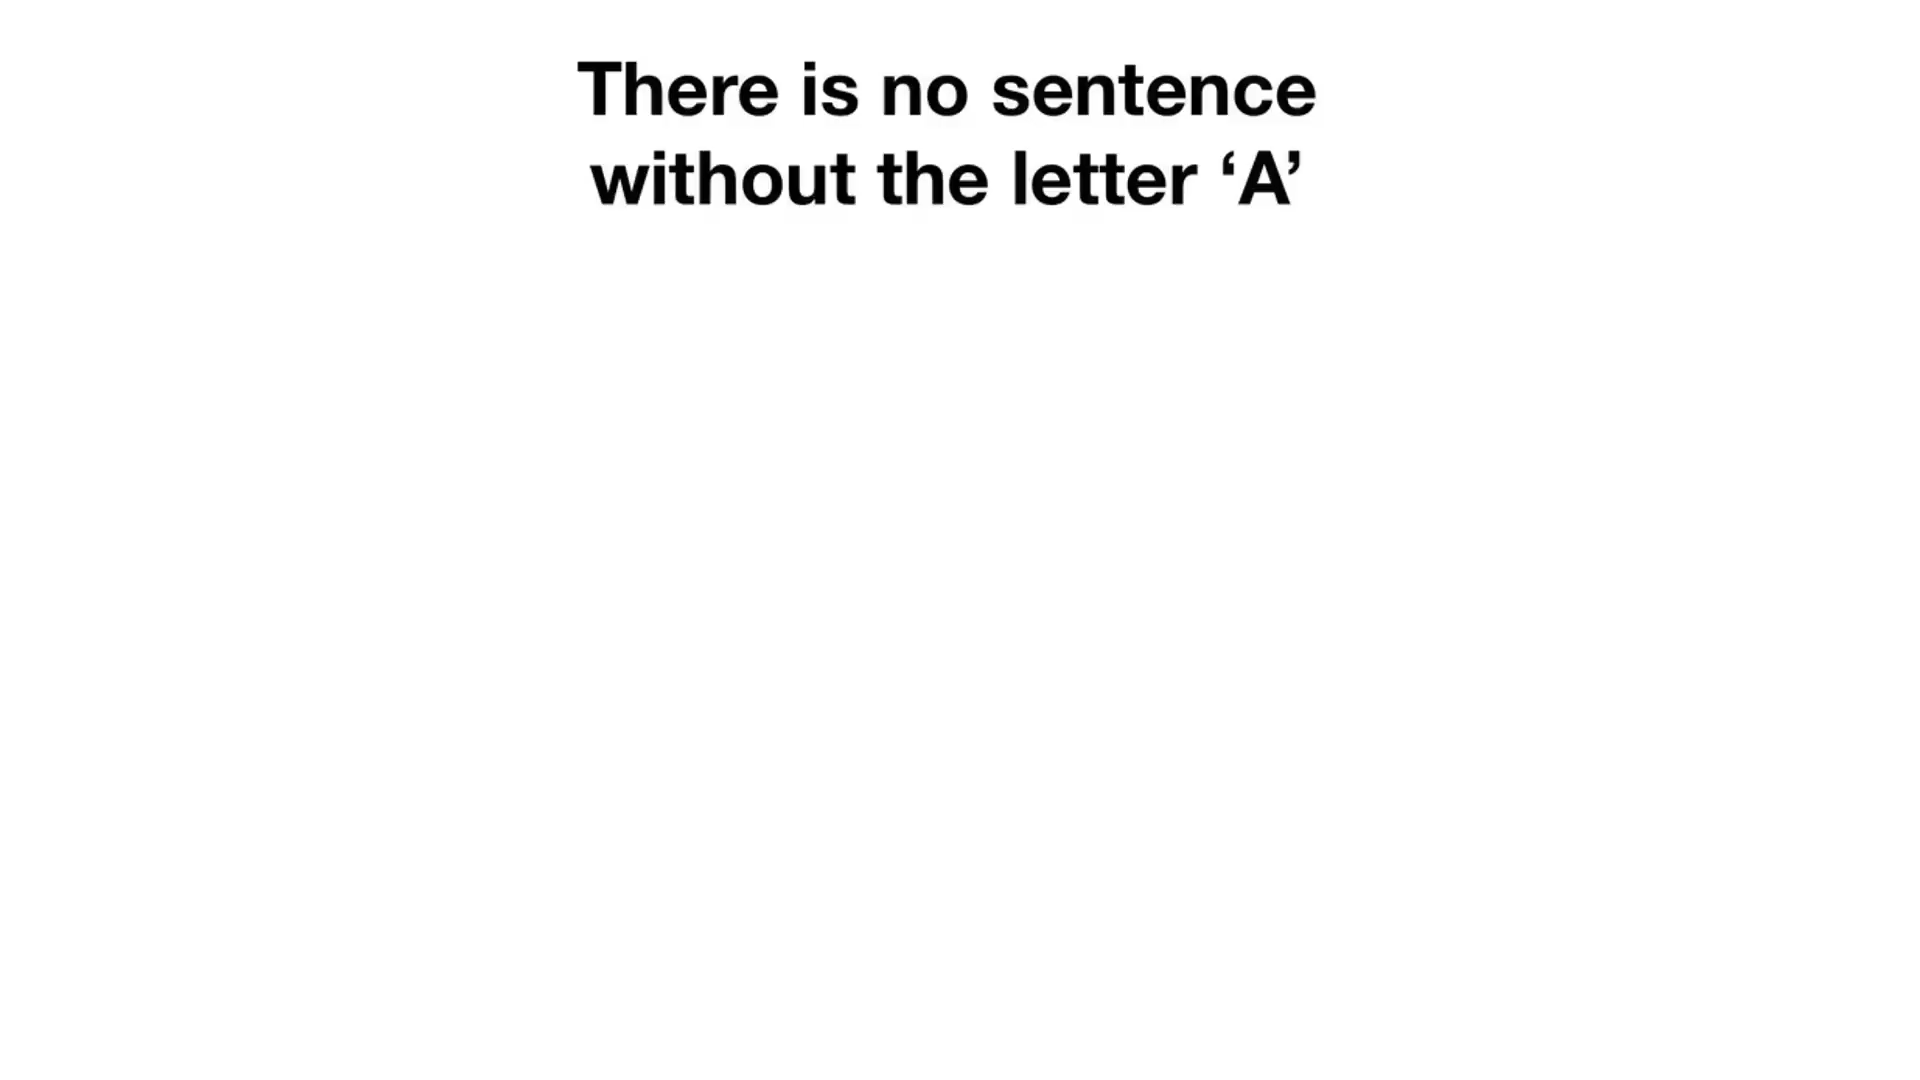 There is no sentence
without the letter ‘A’